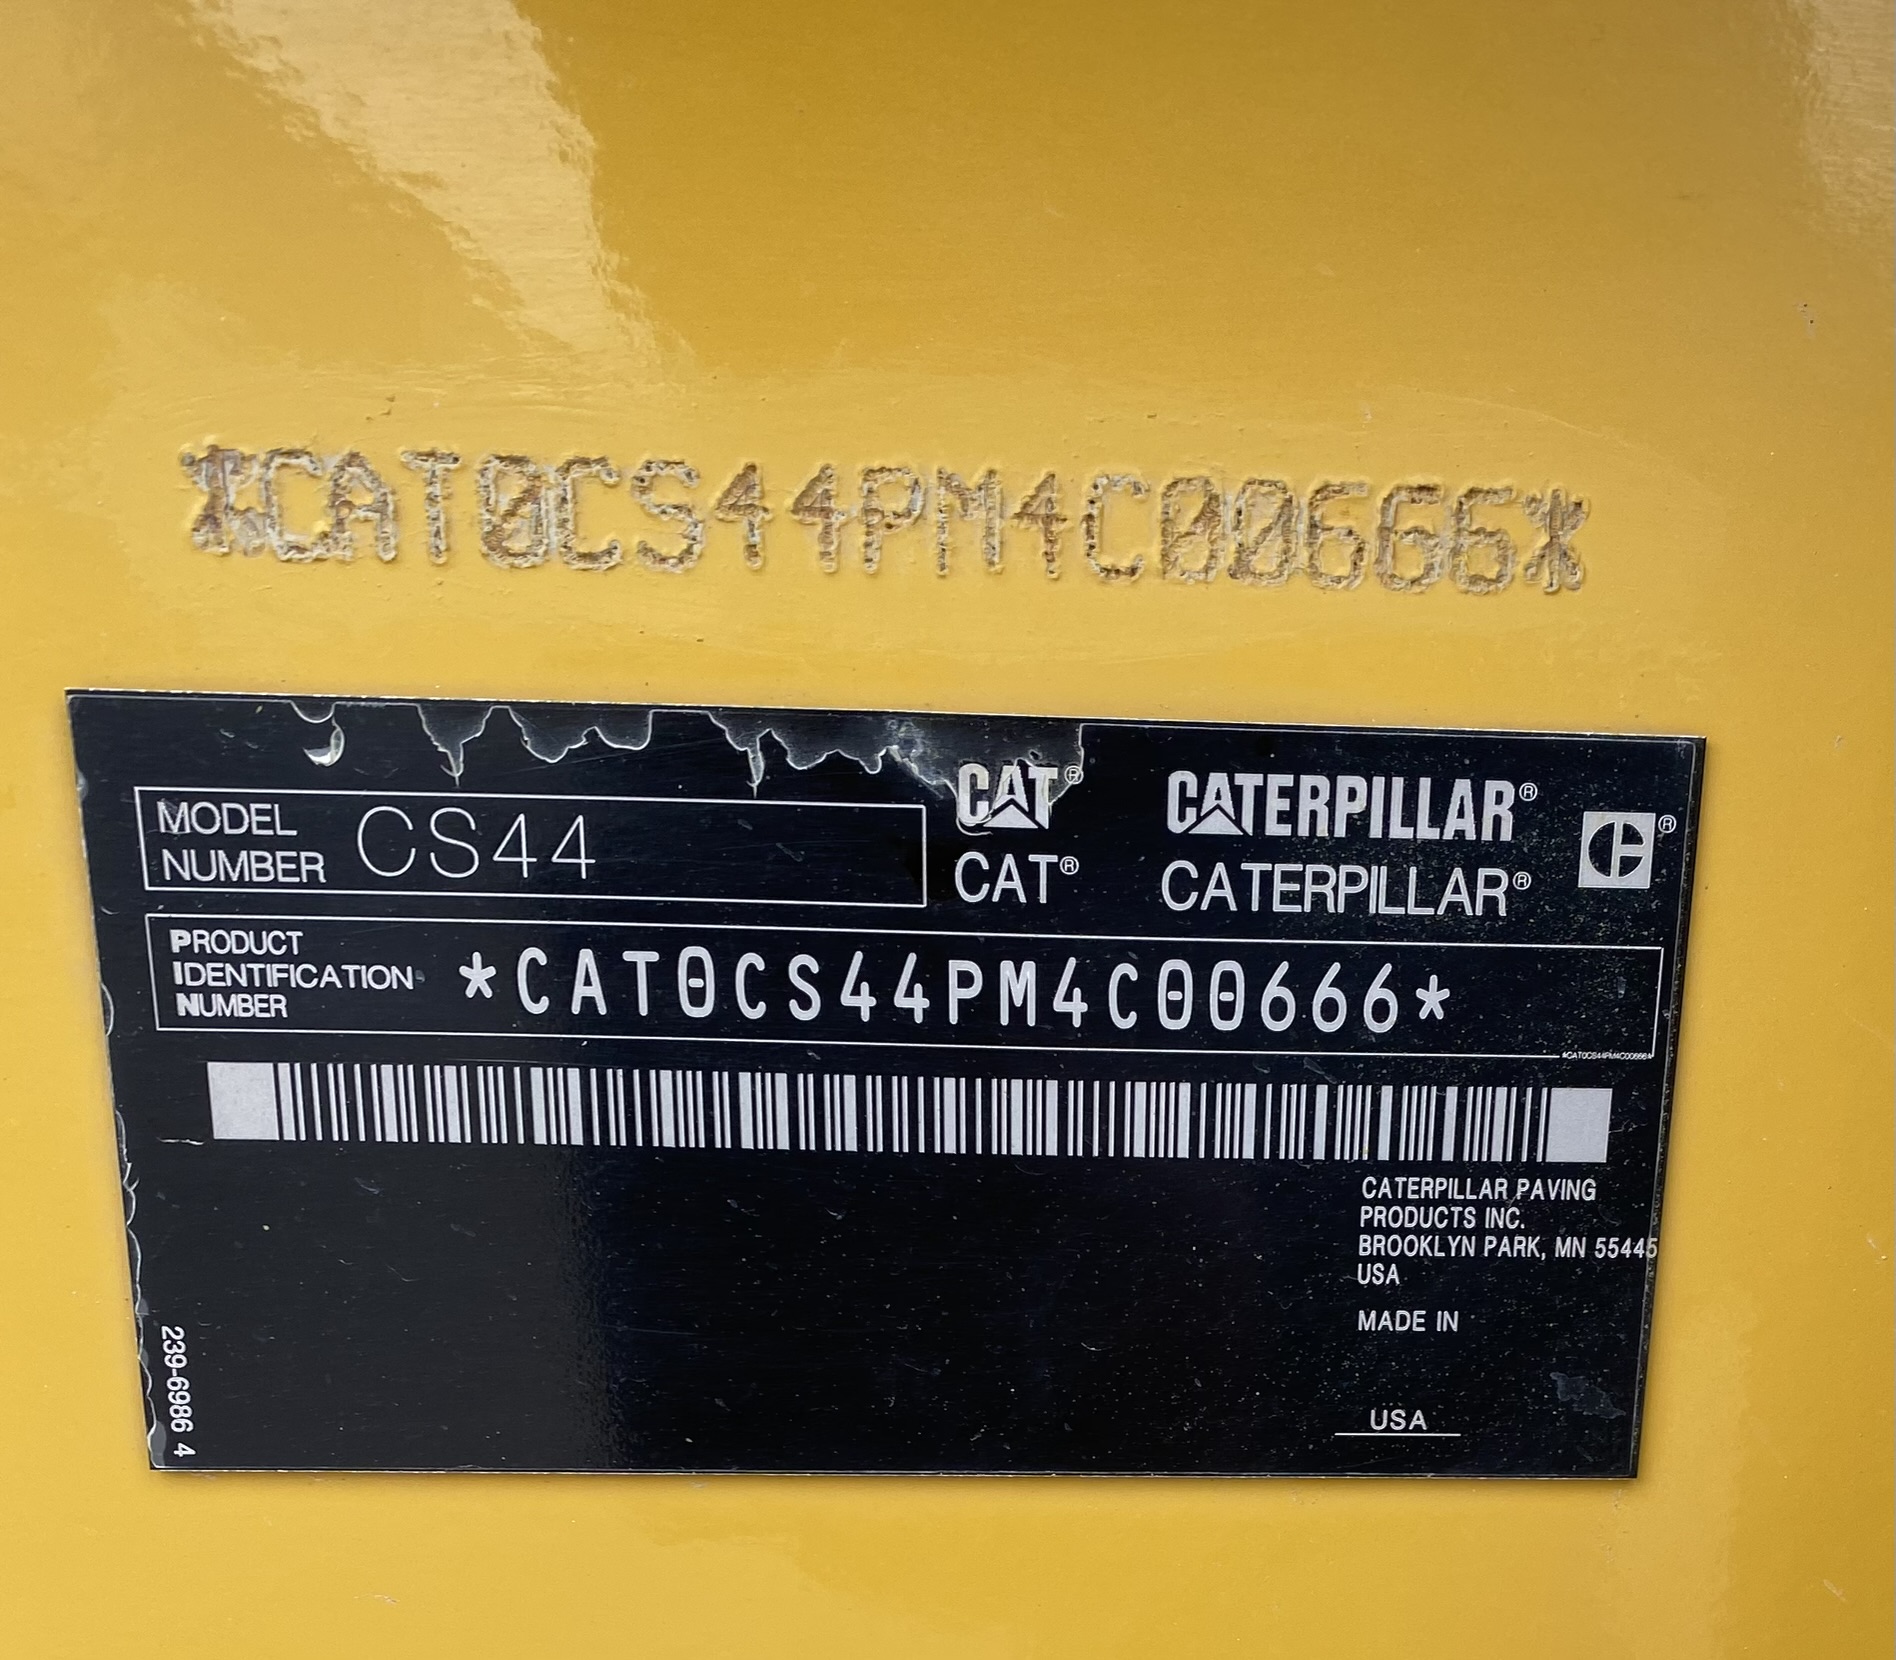 *CAT0CS44PM4C00666*
MODEL
NUMBER
CS44
CAT® CATERPILLAR®
CAT® CATERPILLAR®
PRODUCT
IDENTIFICATION
NUMBER
*CAT0CS44PM4C00666*
*CAT0CS44PM4C00666*
CATERPILLAR PAVING
PRODUCTS INC.
BROOKLYN PARK, MN 55445
USA
MADE IN
USA
239-6986 4